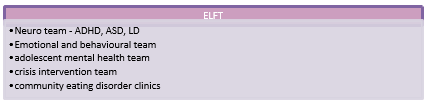 ELFT
•Neuro team - ADHD, ASD, LD
•Emotional and behavioural team
•adolescent mental health team
•crisis intervention team
•community eating disorder clinics